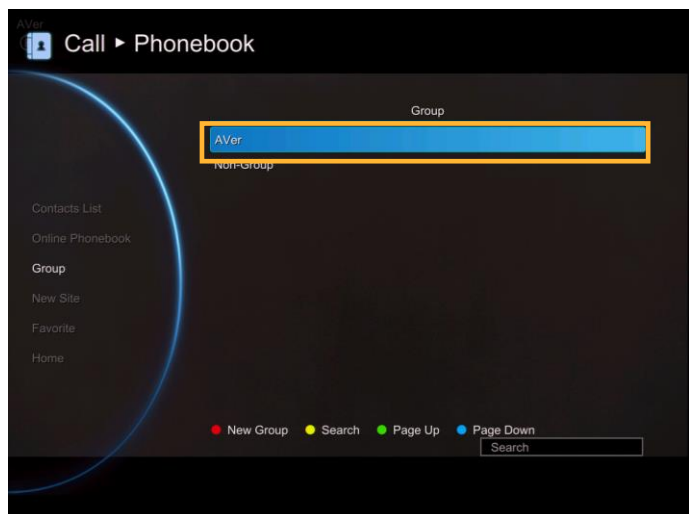 AVer
Call ► Phonebook
Group
AVer
Non-Group
Contacts List
Online Phonebook
Group
New Site
Favorite
Home
New Group Search Page Up Page Down
Search